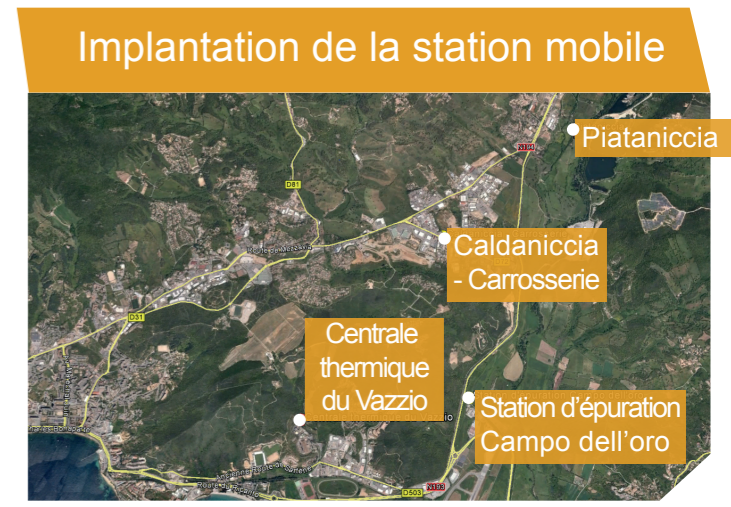 Implantation de la station mobile
Piataniccia
N194
D81
Caldaniccia
- Carrosserie
D31
Centrale
thermique
du Vazzio
Station d’épuration
Campo dell’oro
N193
D503